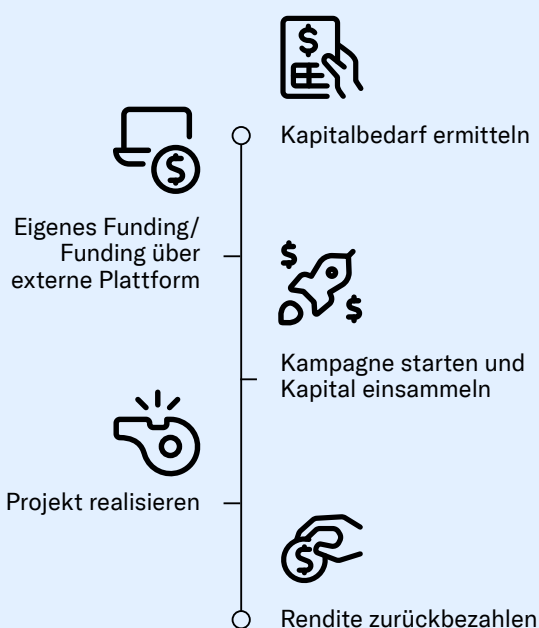 Kapitalbedarf ermitteln
Eigenes Funding/
Funding über
externe Plattform
Kampagne starten und
Kapital einsammeln
Projekt realisieren
Rendite zurückbezahlen